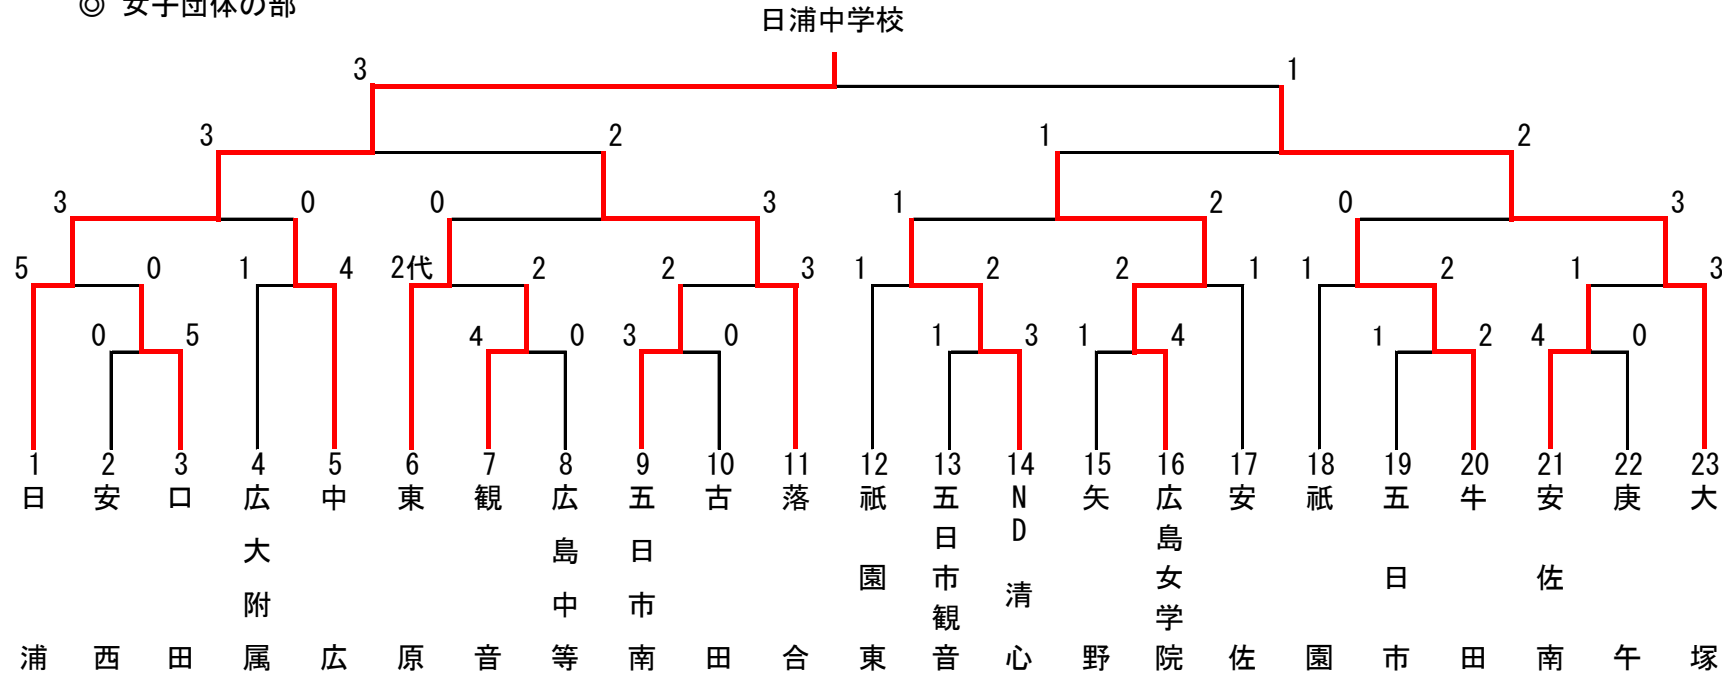 ◎ 女子団体の部
日浦中学校
3 1
3 2 1 2
3 0 0 3 1 2 0 3
5 0 1 4 2代 2 2 3 1 2 2 1 1 2 1 3
0 5 4 0 3 0 1 3 1 4 1 2 4 0
1 2 3 4 5 6 7 8 9 10 11 12 13 14 15 16 17 18 19 20 21 22 23
日浦
安西
口田
広大附属
中広
東原
観音
広島中等
五日市南
古田
落合
祇園東
五日市観音
ND清心
矢野
広島女学院
安佐
祇園
五日市
牛田
安佐南
庚午
大塚